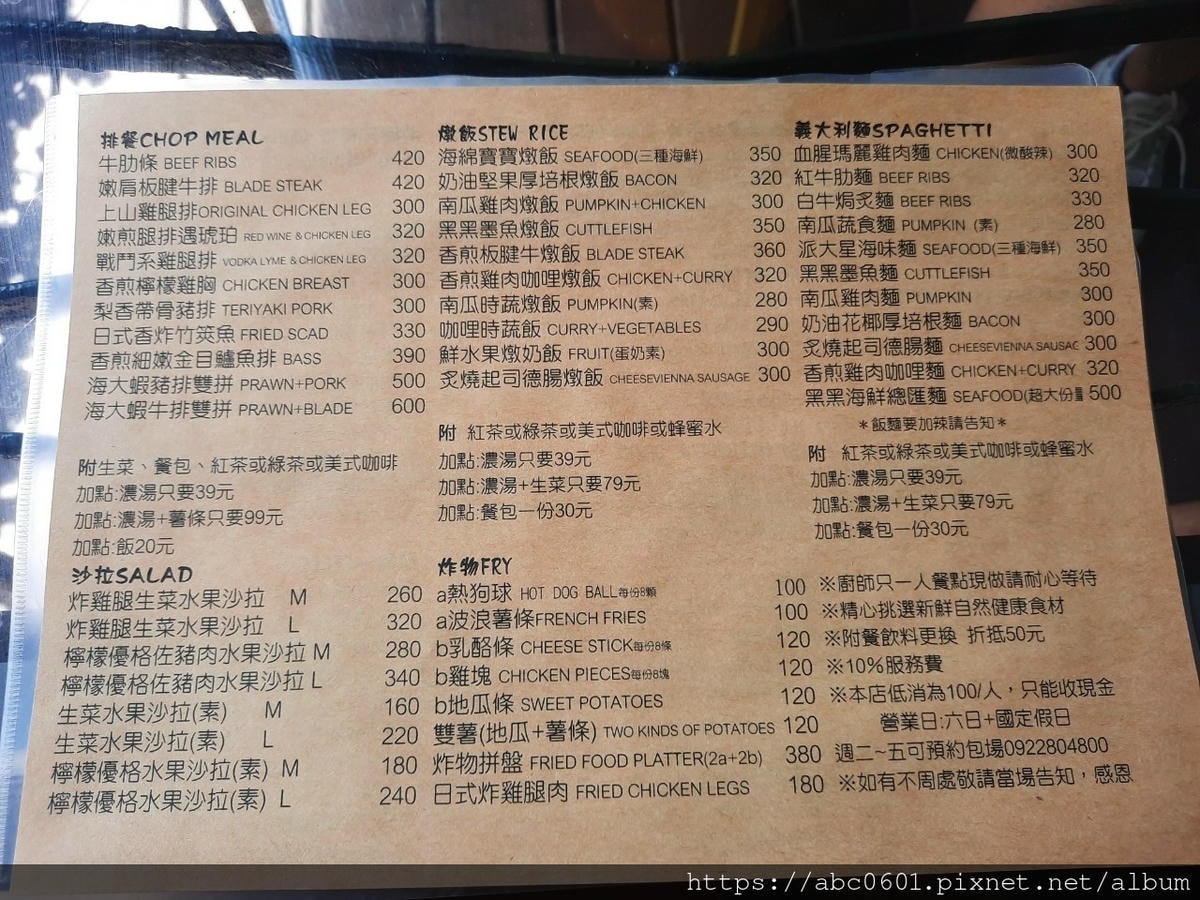 排餐CHOP MEAL
牛肋條 BEEF RIBS 420
嫩肩板腱牛排 BLADE STEAK 420
上山雞腿排ORIGINAL CHICKEN LEG 300
嫩煎腿排遇琥珀 RED WINE & CHICKEN LEG 320
戰鬥系雞腿排 VODKA LYME & CHICKEN LEG 320
香煎檸檬雞胸 CHICKEN BREAST 300
梨香帶骨豬排 TERIYAKI PORK 300
日式香炸竹筴魚 FRIED SCAD 330
香煎細嫩金目鱸魚排 BASS 390
海大蝦豬排雙拼 PRAWN+PORK 500
海大蝦牛排雙拼 PRAWN+BLADE 600
附生菜、餐包、紅茶或綠茶或美式咖啡
加點:濃湯只要39元
加點:濃湯+薯條只要99元
加點:飯20元
沙拉SALAD
炸雞腿生菜水果沙拉 M 260
炸雞腿生菜水果沙拉 L 320
檸檬優格佐豬肉水果沙拉 M 280
檸檬優格佐豬肉水果沙拉 L 340
生菜水果沙拉(素) M 160
生菜水果沙拉(素) L 220
檸檬優格水果沙拉(素) M 180
檸檬優格水果沙拉(素) L 240
燉飯STEW RICE
海綿寶寶燉飯 SEAFOOD(三種海鮮) 350
奶油堅果厚培根燉飯 BACON 320
南瓜雞肉燉飯 PUMPKIN+CHICKEN 300
黑黑墨魚燉飯 CUTTLEFISH 350
香煎板腱牛燉飯 BLADE STEAK 360
香煎雞肉咖哩燉飯 CHICKEN+CURRY 320
南瓜時蔬燉飯 PUMPKIN(素) 280
咖哩時蔬飯 CURRY+VEGETABLES 290
鮮水果燉奶飯 FRUIT(蛋奶素) 300
炙燒起司德腸燉飯 CHEESEVIENNA SAUSAGE 300
附 紅茶或綠茶或美式咖啡或蜂蜜水
加點:濃湯只要39元
加點:濃湯+生菜只要79元
加點:餐包一份30元
炸物FRY
a熱狗球 HOT DOG BALL每份8顆 100
a波浪薯條FRENCH FRIES 100
b乳酪條 CHEESE STICK每份8條 120
b雞塊 CHICKEN PIECES每份8塊 120
b地瓜條 SWEET POTATOES 120
雙薯(地瓜+薯條) TWO KINDS OF POTATOES 120
炸物拼盤 FRIED FOOD PLATTER(2a+2b) 380
日式炸雞腿肉 FRIED CHICKEN LEGS 180
義大利麵SPAGHETTI
血腥瑪麗雞肉麵 CHICKEN(微酸辣) 300
紅牛肋麵 BEEF RIBS 320
白牛焗炙麵 BEEF RIBS 330
南瓜蔬食麵 PUMPKIN (素) 280
派大星海味麵 SEAFOOD(三種海鮮) 350
黑黑墨魚麵 CUTTLEFISH 350
南瓜雞肉麵 PUMPKIN 300
奶油花椰厚培根麵 BACON 300
炙燒起司德腸麵 CHEESEVIENNA SAUSAG 300
香煎雞肉咖哩麵 CHICKEN+CURRY 320
黑黑海鮮總匯麵 SEAFOOD(超大份量 500
*飯麵要加辣請告知*
附 紅茶或綠茶或美式咖啡或蜂蜜水
加點:濃湯只要39元
加點:濃湯+生菜只要79元
加點:餐包一份30元
※廚師只一人餐點現做請耐心等待
※精心挑選新鮮自然健康食材
※附餐飲料更換 折抵50元
※10%服務費
※本店低消為100/人，只能收現金
營業日:六日+國定假日
週二~五可預約包場0922804800
※如有不周處敬請當場告知，感恩
https://abc0601.pixnet.net/album